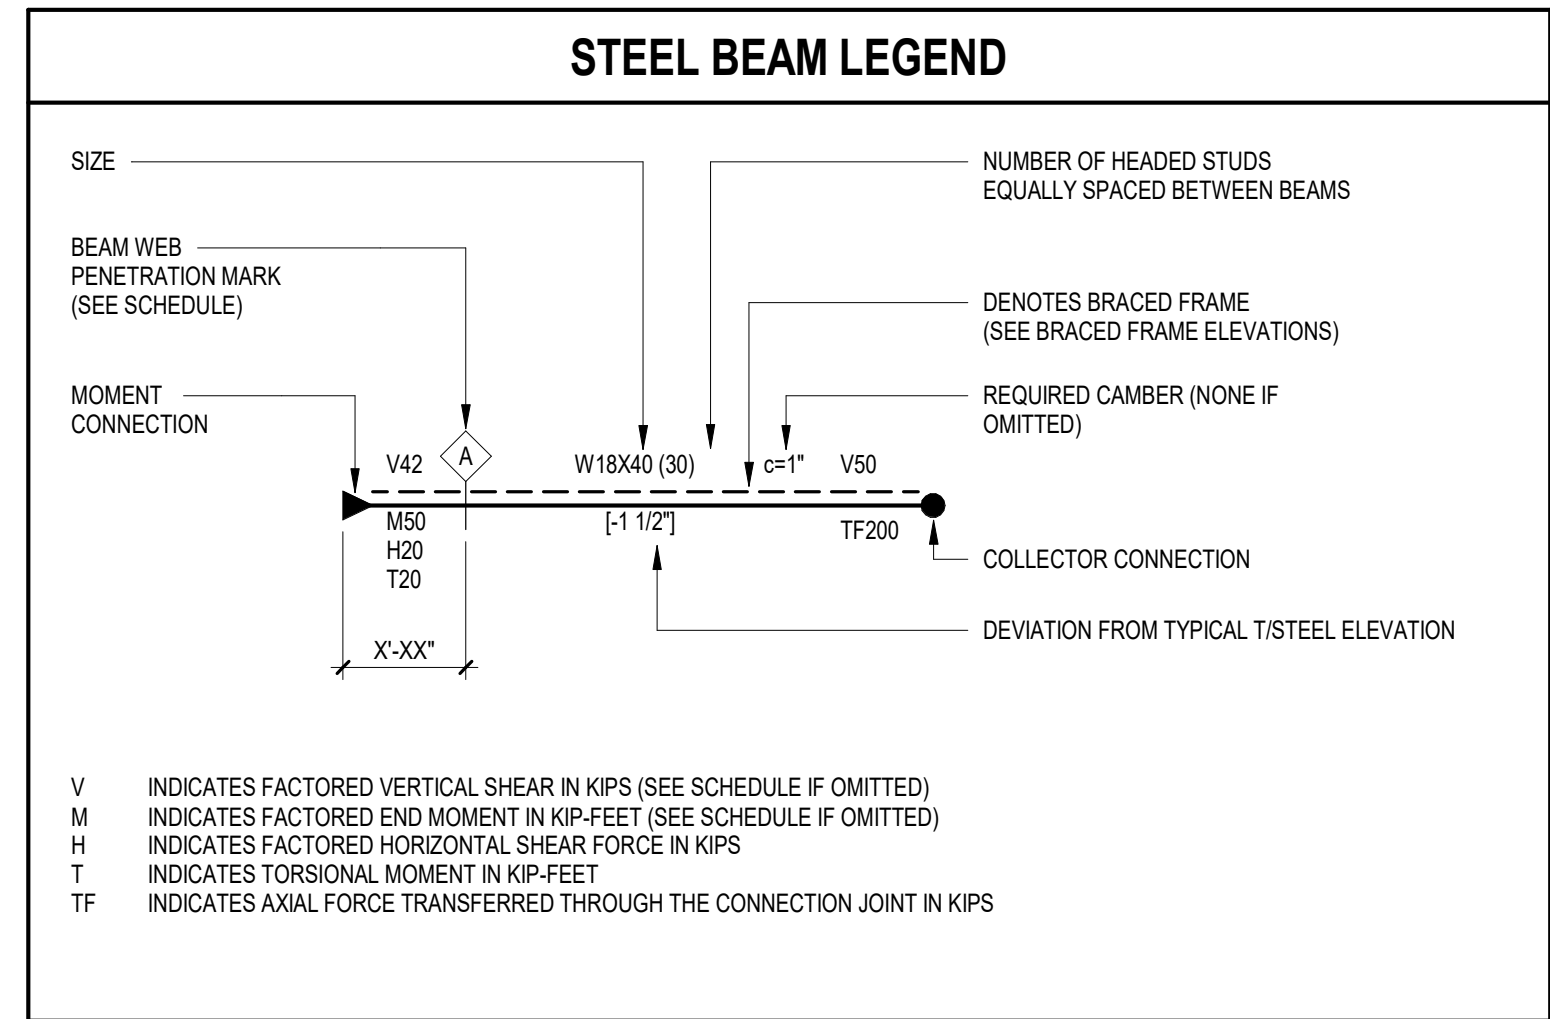 STEEL BEAM LEGEND
SIZE
NUMBER OF HEADED STUDS
EQUALLY SPACED BETWEEN BEAMS
BEAM WEB
PENETRATION MARK
(SEE SCHEDULE)
DENOTES BRACED FRAME
(SEE BRACED FRAME ELEVATIONS)
MOMENT
CONNECTION
REQUIRED CAMBER (NONE IF
OMITTED)
V42
A
W18X40 (30)
c=1"
V50
M50
H20
T20
[-1 1/2"]
TF200
COLLECTOR CONNECTION
DEVIATION FROM TYPICAL T/STEEL ELEVATION
X'-XX"
V INDICATES FACTORED VERTICAL SHEAR IN KIPS (SEE SCHEDULE IF OMITTED)
M INDICATES FACTORED END MOMENT IN KIP-FEET (SEE SCHEDULE IF OMITTED)
H INDICATES FACTORED HORIZONTAL SHEAR FORCE IN KIPS
T INDICATES TORSIONAL MOMENT IN KIP-FEET
TF INDICATES AXIAL FORCE TRANSFERRED THROUGH THE CONNECTION JOINT IN KIPS